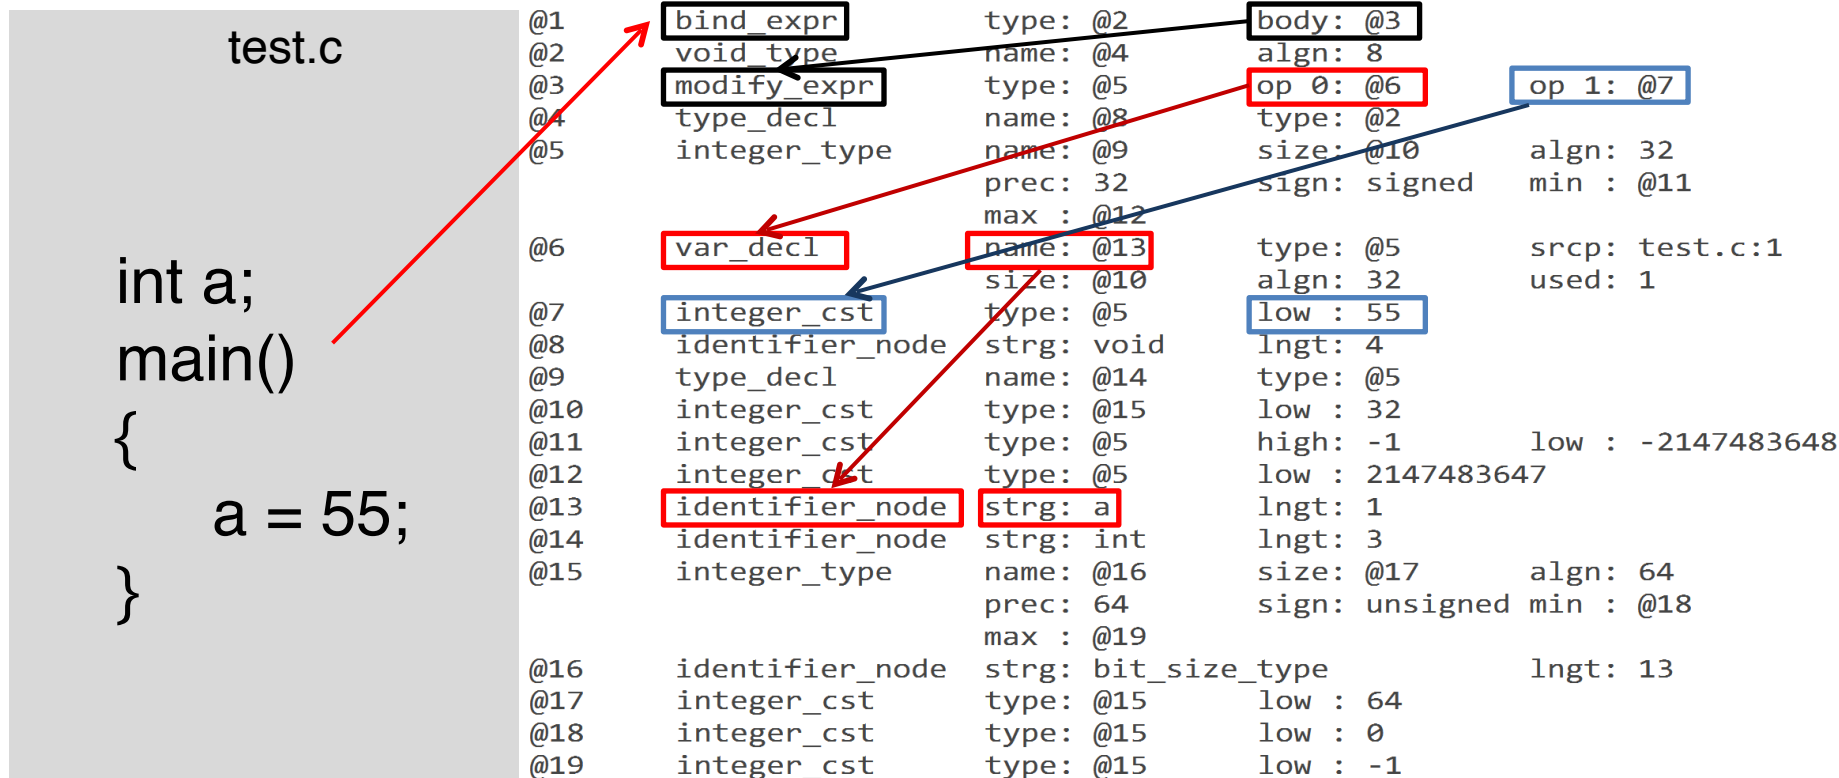 test.c
int a;
main()
{
a = 55;
}
@1 bind_expr type: @2 body: @3
@2 void_type name: @4 algn: 8
@3 modify_expr type: @5 op 0: @6 op 1: @7
@4 type_decl name: @8 type: @2
@5 integer_type name: @9 size: @10 algn: 32
prec: 32 sign: signed min : @11
max : @12
@6 var_decl name: @13 type: @5 srcp: test.c:1
size: @10 algn: 32 used: 1
@7 integer_cst type: @5 low : 55
@8 identifier_node strg: void lngt: 4
@9 type_decl name: @14 type: @5
@10 integer_cst type: @15 low : 32
@11 integer_cst type: @5 high: -1 low : -2147483648
@12 integer_cst type: @5 low : 2147483647
@13 identifier_node strg: a lngt: 1
@14 identifier_node strg: int lngt: 3
@15 integer_type name: @16 size: @17 algn: 64
prec: 64 sign: unsigned min : @18
max : @19
@16 identifier_node strg: bit_size_type lngt: 13
@17 integer_cst type: @15 low : 64
@18 integer_cst type: @15 low : 0
@19 integer_cst type: @15 low : -1